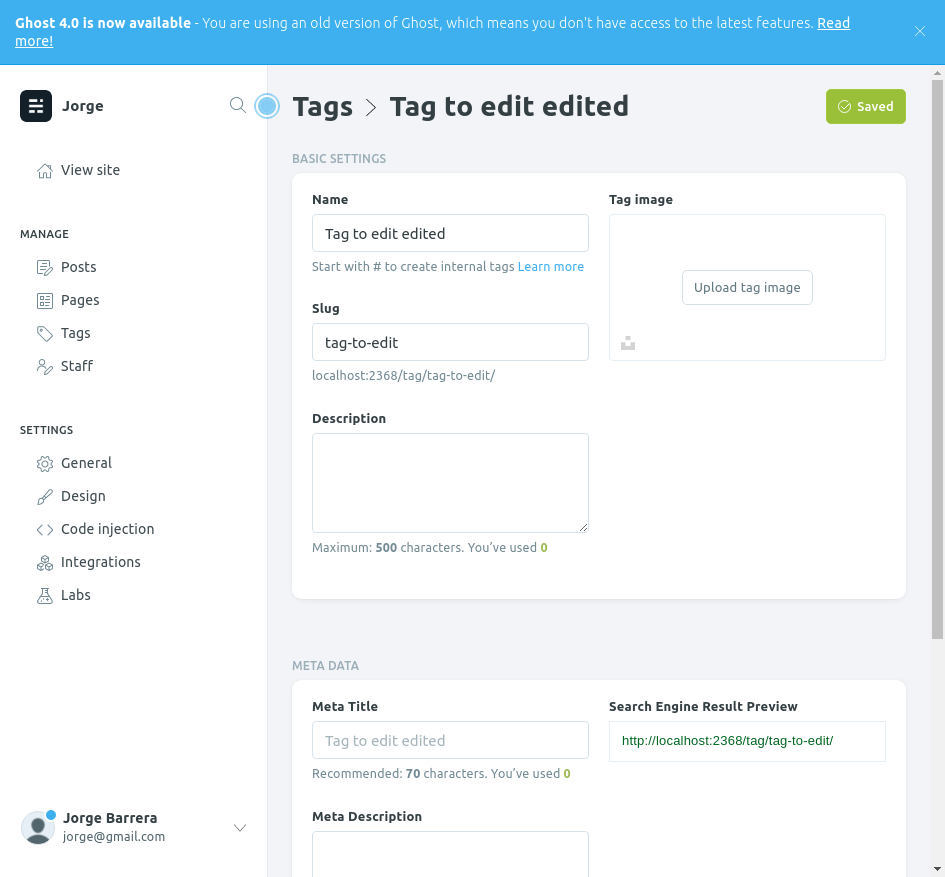 Ghost 4.0 is now available - You are using an old version of Ghost, which means you don't have access to the latest features. Read
more!
Jorge
Tags > Tag to edit edited
Saved
View site
MANAGE
Posts
Pages
Tags
Staff
SETTINGS
General
Design
Code injection
Integrations
Labs
Jorge Barrera
jorge@gmail.com
BASIC SETTINGS
Name
Tag to edit edited
Start with # to create internal tags Learn more
Slug
tag-to-edit
localhost:2368/tag/tag-to-edit/
Description
Maximum: 500 characters. You’ve used 0
Tag image
Upload tag image
META DATA
Meta Title
Tag to edit edited
Recommended: 70 characters. You’ve used 0
Meta Description
Search Engine Result Preview
http://localhost:2368/tag/tag-to-edit/